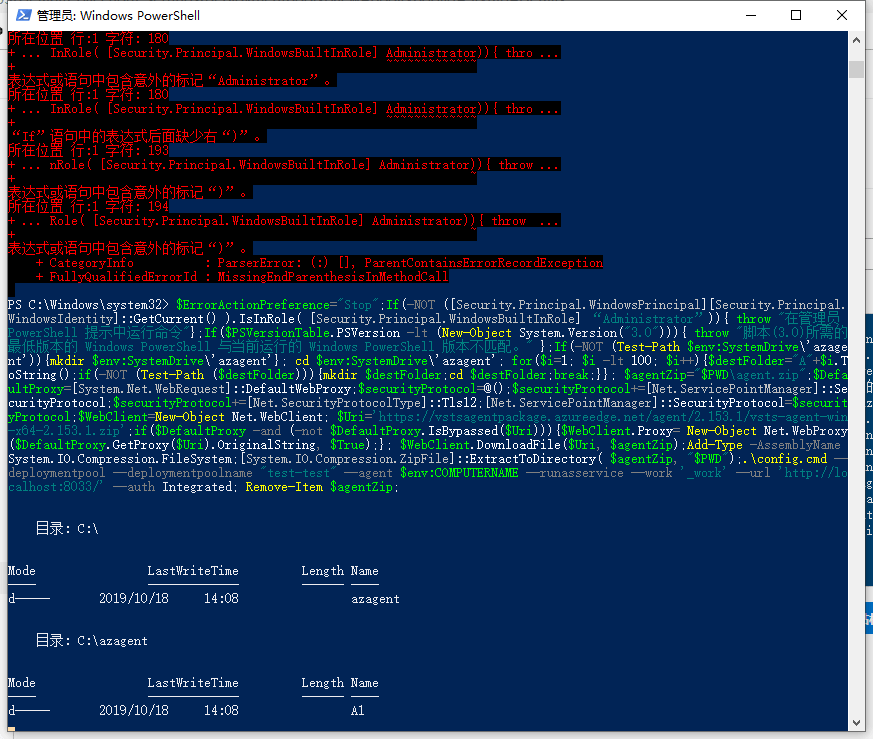 管理员: Windows PowerShell
所在位置 行:1 字符: 180
+ ... InRole( [Security.Principal.WindowsBuiltInRole] Administrator)){ thro ...
+
表达式或语句中包含意外的标记“Administrator”。
所在位置 行:1 字符: 180
+ ... InRole( [Security.Principal.WindowsBuiltInRole] Administrator)){ thro ...
+
“If”语句中的表达式后面缺少右“)”。
所在位置 行:1 字符: 193
+ ... nRole( [Security.Principal.WindowsBuiltInRole] Administrator)){ throw ...
+
表达式或语句中包含意外的标记“)”。
所在位置 行:1 字符: 194
+ ... Role( [Security.Principal.WindowsBuiltInRole] Administrator)){ throw  ...
+
表达式或语句中包含意外的标记“)”。
+ CategoryInfo          : ParserError: (:) [], ParentContainsErrorRecordException
+ FullyQualifiedErrorId : MissingEndParenthesisInMethodCall
PS C:\Windows\system32> $ErrorActionPreference="Stop";If(-NOT ([Security.Principal.WindowsPrincipal][Security.Principal.
WindowsIdentity]::GetCurrent() ).IsInRole( [Security.Principal.WindowsBuiltInRole] “Administrator”)){ throw "在管理员
PowerShell 提示中运行命令"};If($PSVersionTable.PSVersion -lt (New-Object System.Version("3.0"))){ throw "脚本(3.0)所需的
最低版本的 Windows PowerShell 与当前运行的 Windows PowerShell 版本不匹配。 "};If(-NOT (Test-Path $env:SystemDrive\'azage
nt')){mkdir $env:SystemDrive\'azagent'}; cd $env:SystemDrive\'azagent'; for($i=1; $i -lt 100; $i++){$destFolder="A"+$i.T
oString();if(-NOT (Test-Path ($destFolder))){mkdir $destFolder;cd $destFolder;break;}}; $agentZip="$PWD\agent.zip";$Defa
ultProxy=[System.Net.WebRequest]::DefaultWebProxy;$securityProtocol=@();$securityProtocol+=[Net.ServicePointManager]::Se
curityProtocol;$securityProtocol+=[Net.SecurityProtocolType]::Tls12;[Net.ServicePointManager]::SecurityProtocol=$securit
yProtocol;$WebClient=New-Object Net.WebClient; $Uri='https://vstsagentpackage.azureedge.net/agent/2.153.1/vsts-agent-win
-x64-2.153.1.zip';if($DefaultProxy -and (-not $DefaultProxy.IsBypassed($Uri))){$WebClient.Proxy= New-Object Net.WebProxy
($DefaultProxy.GetProxy($Uri).OriginalString, $True);}; $WebClient.DownloadFile($Uri, $agentZip);Add-Type -AssemblyName
System.IO.Compression.FileSystem;[System.IO.Compression.ZipFile]::ExtractToDirectory( $agentZip, "$PWD");.\config.cmd --
deploymentpool --deploymentpoolname "test-test" --agent $env:COMPUTERNAME --runasservice --work '_work' --url 'http://lo
calhost:8033/' --auth Integrated; Remove-Item $agentZip;
目录: C:\
Mode                LastWriteTime         Length Name
----                -------------         ------ ----
d-----       2019/10/18     14:08                azagent
目录: C:\azagent
Mode                LastWriteTime         Length Name
----                -------------         ------ ----
d-----       2019/10/18     14:08                A1